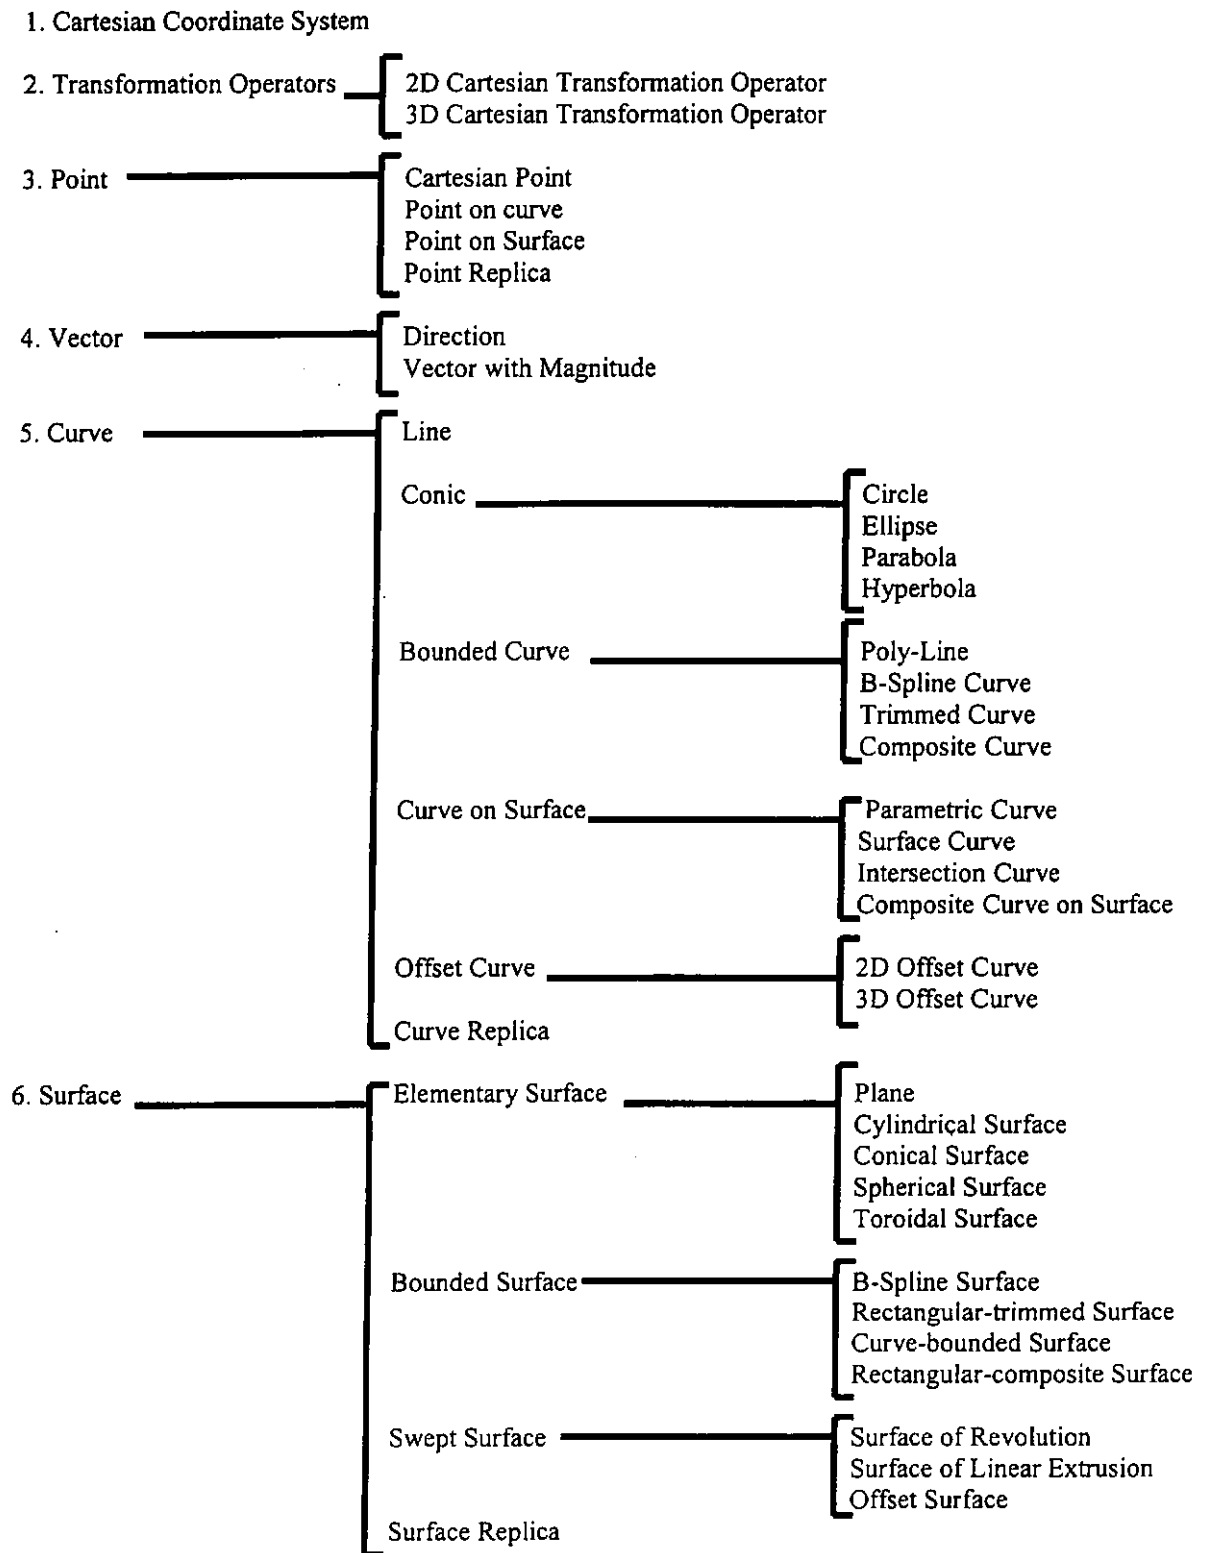 1. Cartesian Coordinate System
2. Transformation Operators
2D Cartesian Transformation Operator
3D Cartesian Transformation Operator
3. Point
Cartesian Point
Point on curve
Point on Surface
Point Replica
4. Vector
Direction
Vector with Magnitude
5. Curve
Line
Conic
Circle
Ellipse
Parabola
Hyperbola
Bounded Curve
Poly-Line
B-Spline Curve
Trimmed Curve
Composite Curve
Curve on Surface
Parametric Curve
Surface Curve
Intersection Curve
Composite Curve on Surface
Offset Curve
2D Offset Curve
3D Offset Curve
Curve Replica
6. Surface
Elementary Surface
Plane
Cylindrical Surface
Conical Surface
Spherical Surface
Toroidal Surface
Bounded Surface
B-Spline Surface
Rectangular-trimmed Surface
Curve-bounded Surface
Rectangular-composite Surface
Swept Surface
Surface of Revolution
Surface of Linear Extrusion
Offset Surface
Surface Replica